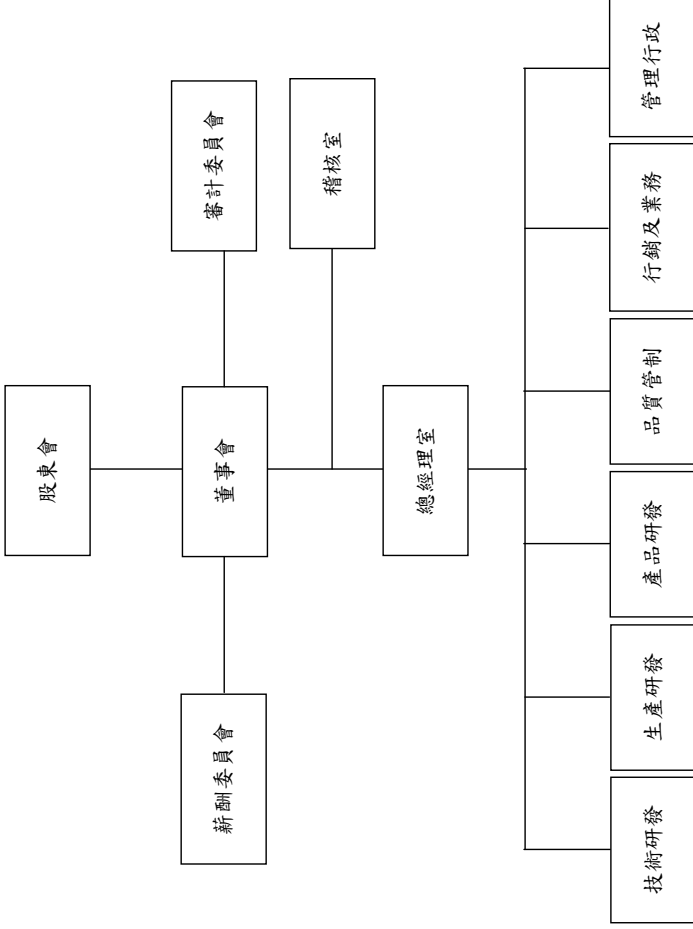 股東會
薪酬委員會
董事會
審計委員會
稽核室
總經理室
技術研發
生產研發
產品研發
品質管制
行銷及業務
管理行政